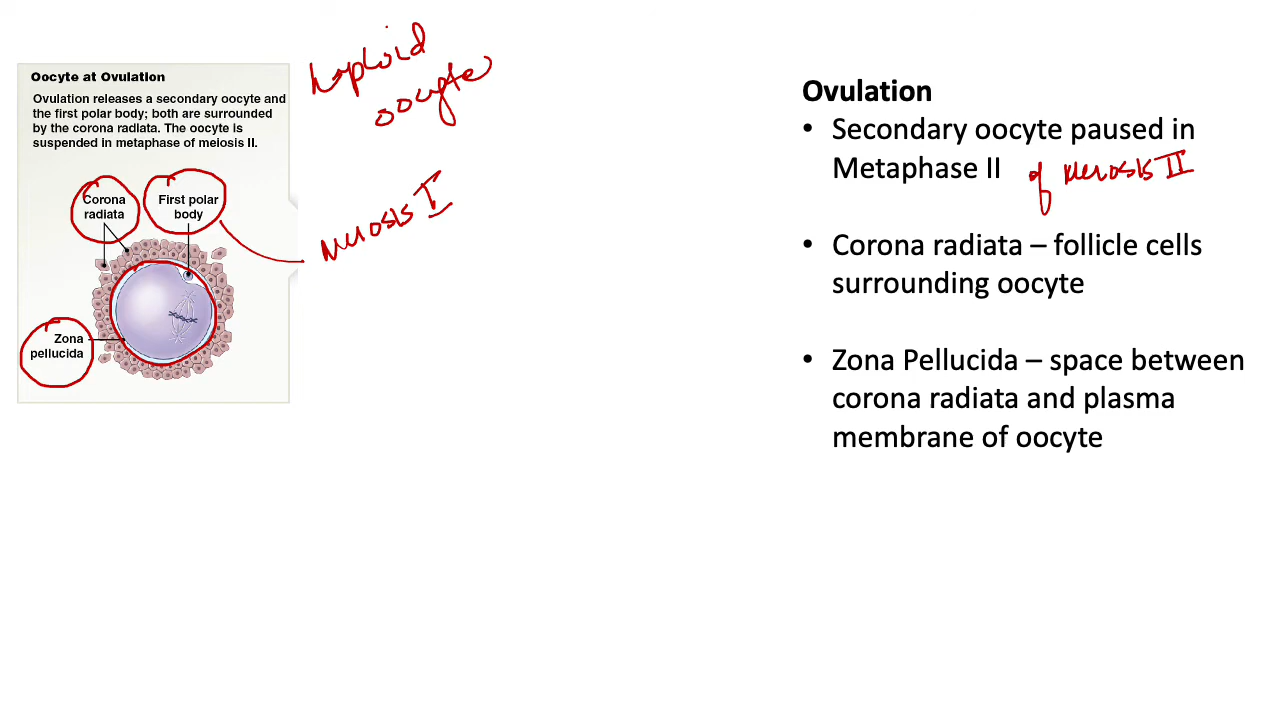 Oocyte at Ovulation
Ovulation releases a secondary oocyte and
the first polar body; both are surrounded
by the corona radiata. The oocyte is
suspended in metaphase of meiosis II.
Corona
radiata
First polar
body
Zona
pellucida
haploid
oocyte
Meiosis I
Ovulation
• Secondary oocyte paused in
Metaphase II of Meiosis II
• Corona radiata – follicle cells
surrounding oocyte
• Zona Pellucida – space between
corona radiata and plasma
membrane of oocyte